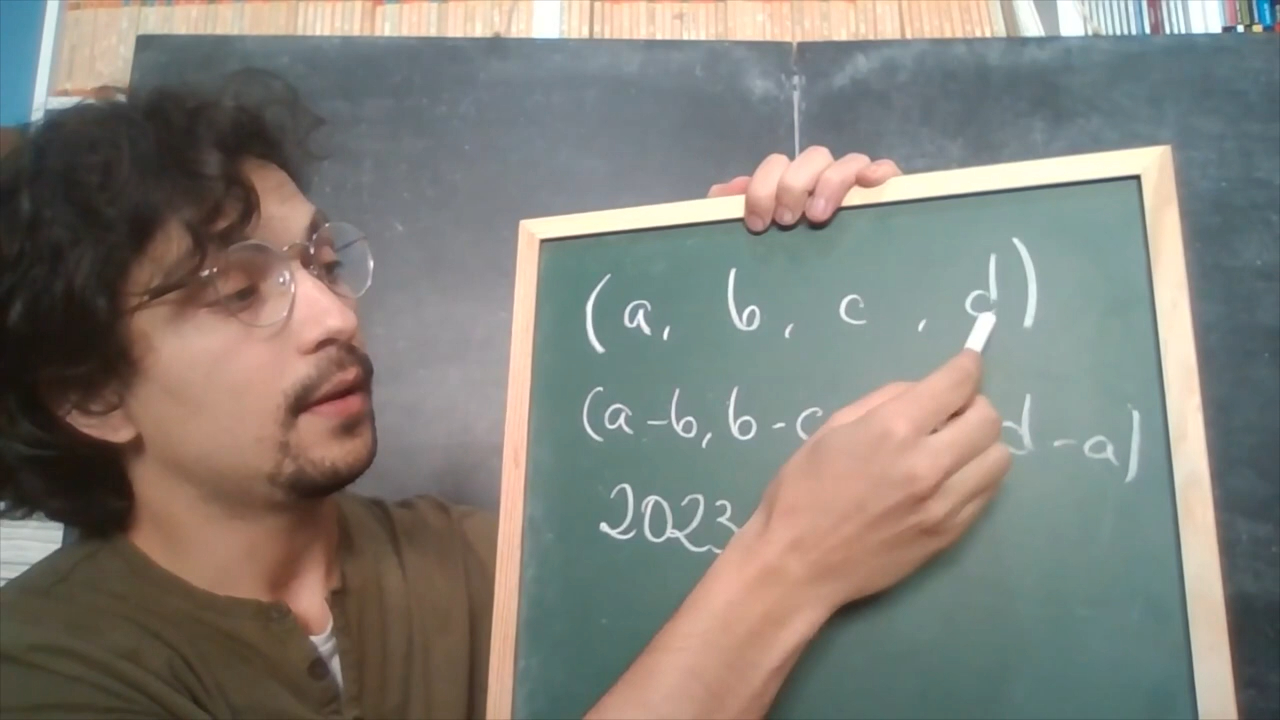 (a, b, c, d)
(a-b, b-c d-a)
2023